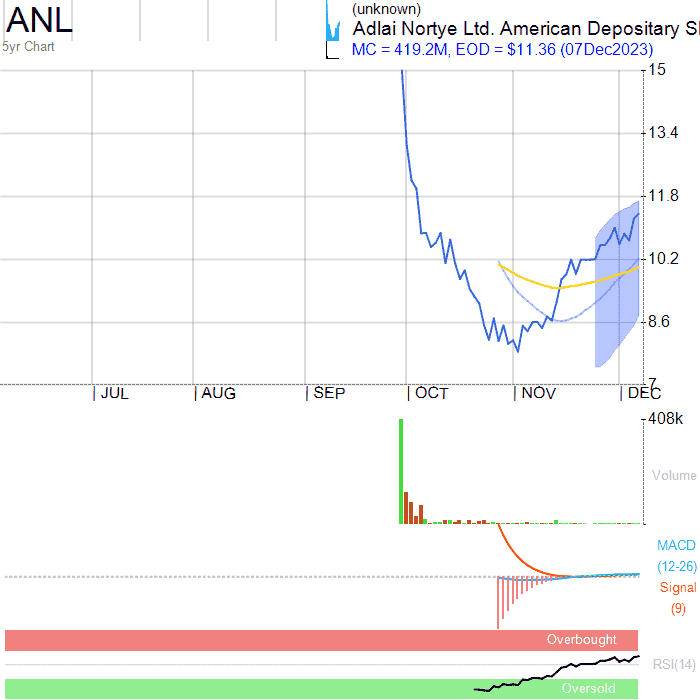 ANL
5yr Chart
(unknown)
Adlai Nortye Ltd. American Depositary S
MC = 419.2M, EOD = $11.36 (07Dec2023)
15
13.4
11.8
10.2
8.6
7
JUL AUG SEP OCT NOV DEC
408k
Volume
MACD
(12-26)
Signal
(9)
Overbought
RSI(14)
Oversold